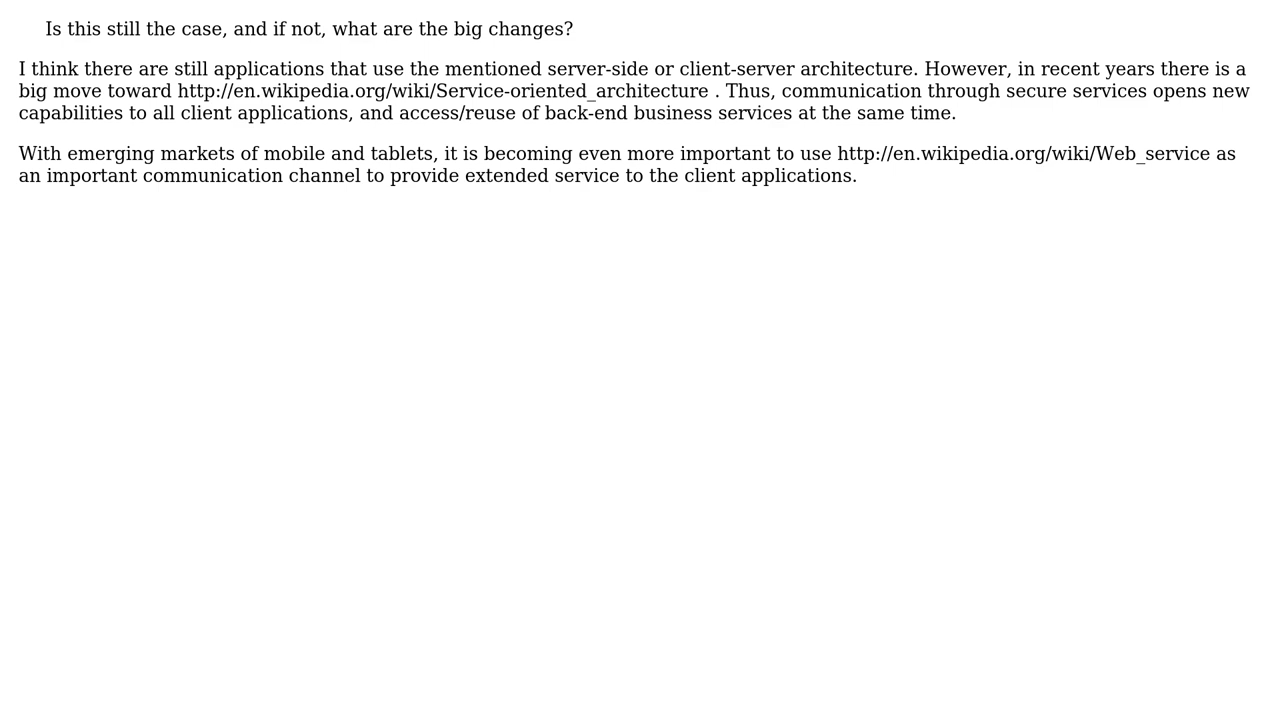 Is this still the case, and if not, what are the big changes?
I think there are still applications that use the mentioned server-side or client-server architecture. However, in recent years there is a
big move toward http://en.wikipedia.org/wiki/Service-oriented_architecture . Thus, communication through secure services opens new
capabilities to all client applications, and access/reuse of back-end business services at the same time.
With emerging markets of mobile and tablets, it is becoming even more important to use http://en.wikipedia.org/wiki/Web_service as
an important communication channel to provide extended service to the client applications.